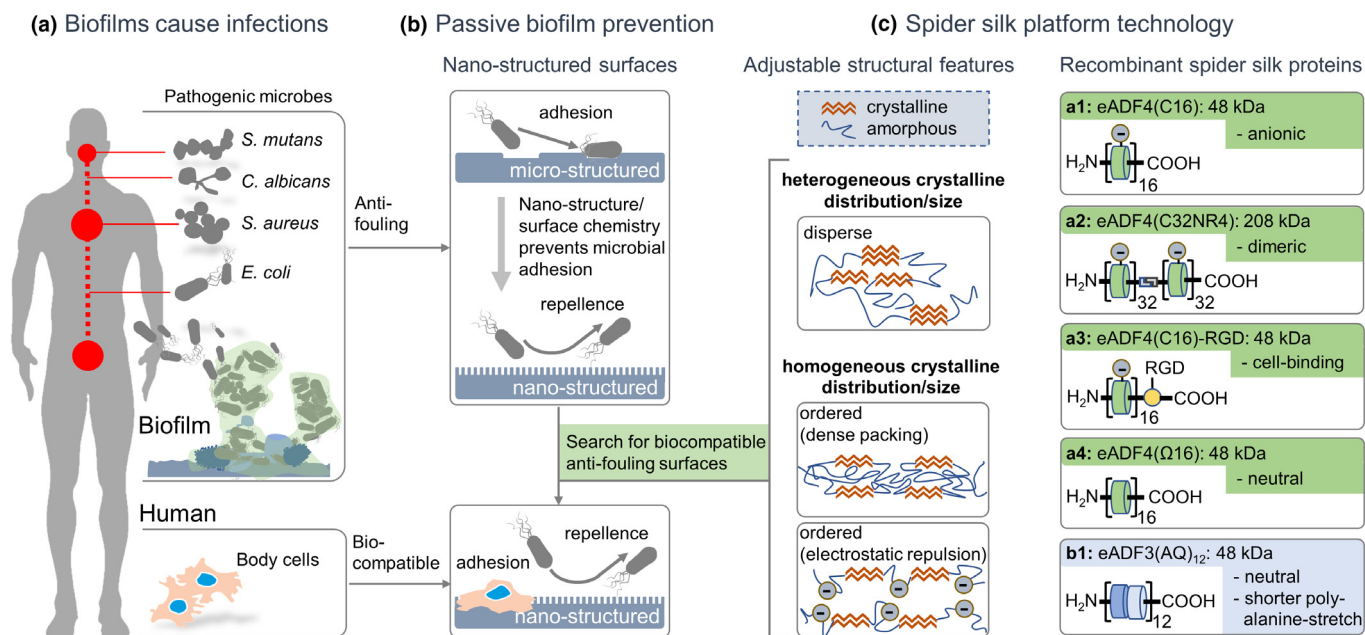 (a) Biofilms cause infections
Pathogenic microbes
S. mutans
C. albicans
S. aureus
E. coli
Biofilm
Human
Body cells
Anti-
fouling
Bio-
compatible
(b) Passive biofilm prevention
Nano-structured surfaces
adhesion
micro-structured
Nano-structure/
surface chemistry
prevents microbial
adhesion
repellence
nano-structured
Search for biocompatible
anti-fouling surfaces
repellence
adhesion
nano-structured
(c) Spider silk platform technology
Adjustable structural features
crystalline
amorphous
heterogeneous crystalline
distribution/size
disperse
homogeneous crystalline
distribution/size
ordered
(dense packing)
ordered
(electrostatic repulsion)
− −
− − −
Recombinant spider silk proteins
a1: eADF4(C16): 48 kDa
- anionic
−
H₂N [ ]₁₆ COOH
a2: eADF4(C32NR4): 208 kDa
- dimeric
− −
H₂N [ ]₃₂ [ ]₃₂ COOH
a3: eADF4(C16)-RGD: 48 kDa
- cell-binding
− RGD
H₂N [ ]₁₆ COOH
a4: eADF4(Ω16): 48 kDa
- neutral
H₂N [ ]₁₆ COOH
b1: eADF3(AQ)₁₂: 48 kDa
- neutral
- shorter poly-
alanine-stretch
H₂N [ ]₁₂ COOH